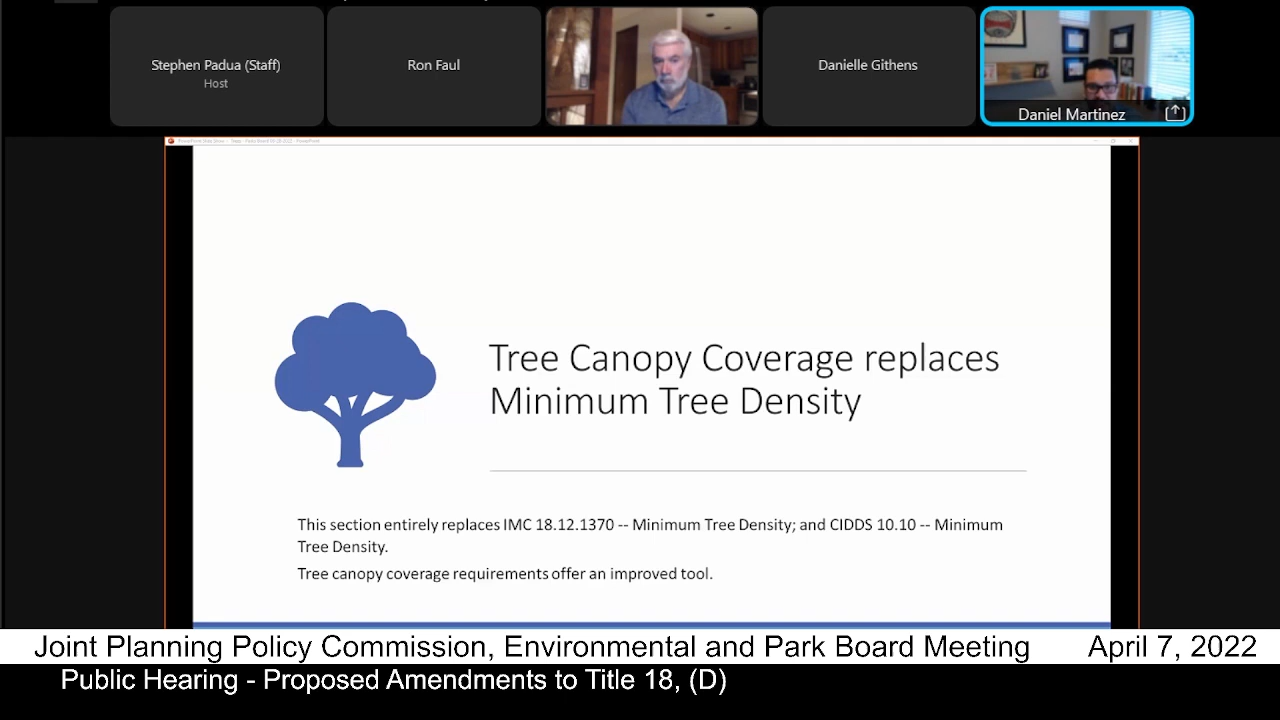 Stephen Padua (Staff)
Host
Ron Faul
Danielle Githens
Daniel Martinez
Tree Canopy Coverage replaces
Minimum Tree Density
This section entirely replaces IMC 18.12.1370 -- Minimum Tree Density; and CIDDS 10.10 -- Minimum
Tree Density.
Tree canopy coverage requirements offer an improved tool.
Joint Planning Policy Commission, Environmental and Park Board Meeting April 7, 2022
Public Hearing - Proposed Amendments to Title 18, (D)